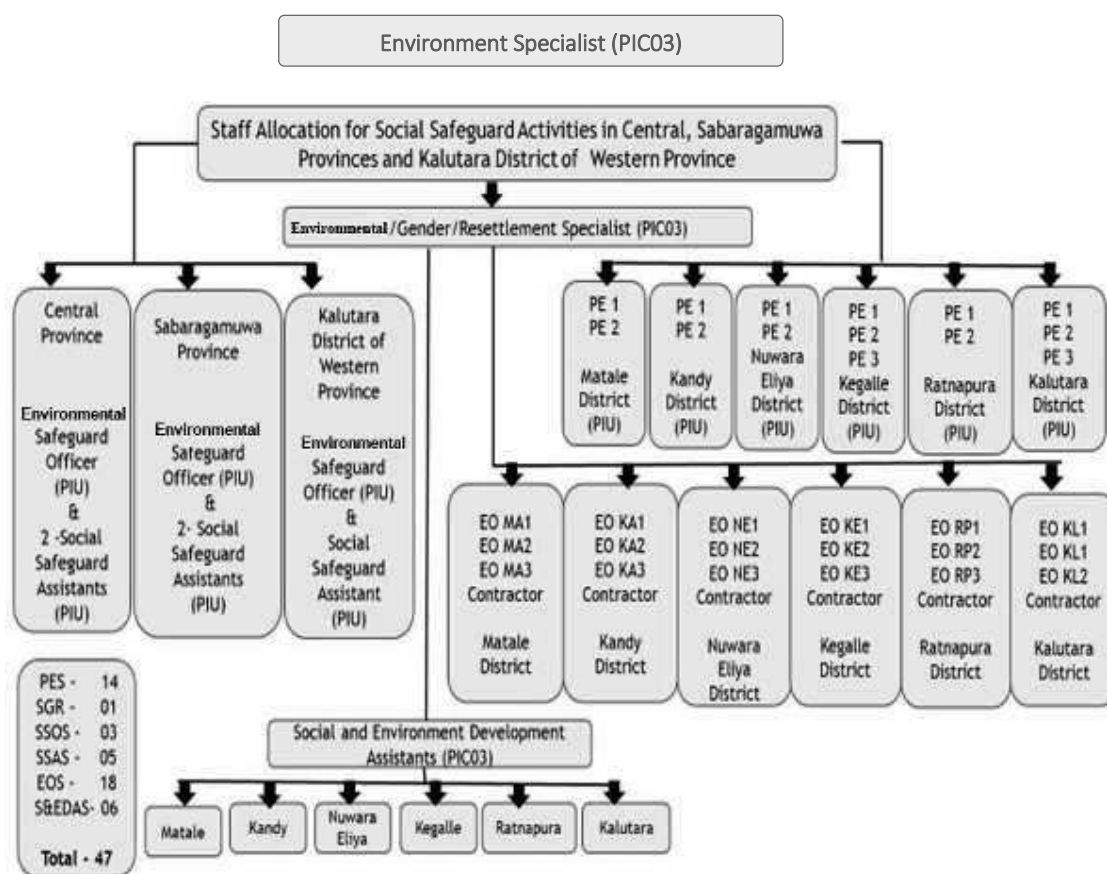 Environment Specialist (PIC03)
Staff Allocation for Social Safeguard Activities in Central, Sabaragamuwa
Provinces and Kalutara District of Western Province
Environmental/Gender/Resettlement Specialist (PIC03)
Central
Province
Environmental
Safeguard
Officer
(PIU)
&
2 -Social
Safeguard
Assistants
(PIU)
Sabaragamuwa
Province
Environmental
Safeguard
Officer (PIU)
&
2- Social
Safeguard
Assistants
(PIU)
Kalutara
District of
Western
Province
Environmental
Safeguard
Officer (PIU)
&
Social
Safeguard
Assistant
(PIU)
PE 1
PE 2
Matale
District
(PIU)
PE 1
PE 2
Kandy
District
(PIU)
PE 1
PE 2
Nuwara
Eliya
District
(PIU)
PE 1
PE 2
PE 3
Kegalle
District
(PIU)
PE 1
PE 2
Ratnapura
District
(PIU)
PE 1
PE 2
PE 3
Kalutara
District
(PIU)
EO MA1
EO MA2
EO MA3
Contractor
Matale
District
EO KA1
EO KA2
EO KA3
Contractor
Kandy
District
EO NE1
EO NE2
EO NE3
Contractor
Nuwara
Eliya
District
EO KE1
EO KE2
EO KE3
Contractor
Kegalle
District
EO RP1
EO RP2
EO RP3
Contractor
Ratnapura
District
EO KL1
EO KL1
EO KL2
Contractor
Kalutara
District
PES - 14
SGR - 01
SSOS - 03
SSAS - 05
EOS - 18
S&EDAS- 06
Total - 47
Social and Environment Development
Assistants (PIC03)
Matale
Kandy
Nuwara
Eliya
Kegalle
Ratnapura
Kalutara